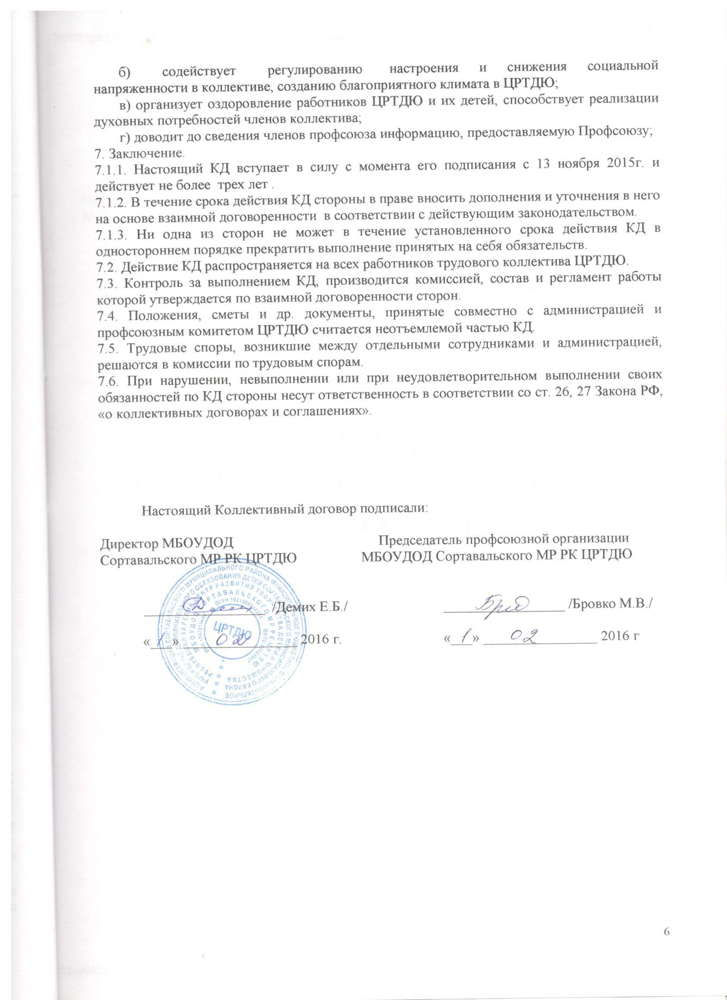 б) содействует регулированию настроения и снижения социальной
напряженности в коллективе, созданию благоприятного климата в ЦРТДЮ;
в) организует оздоровление работников ЦРТДЮ и их детей, способствует реализации
духовных потребностей членов коллектива;
г) доводит до сведения членов профсоюза информацию, предоставляемую Профсоюзу;
7. Заключение.
7.1.1. Настоящий КД вступает в силу с момента его подписания с 13 ноября 2015г. и
действует не более трех лет .
7.1.2. В течение срока действия КД стороны в праве вносить дополнения и уточнения в него
на основе взаимной договоренности в соответствии с действующим законодательством.
7.1.3. Ни одна из сторон не может в течение установленного срока действия КД в
одностороннем порядке прекратить выполнение принятых на себя обязательств.
7.2. Действие КД распространяется на всех работников трудового коллектива ЦРТДЮ.
7.3. Контроль за выполнением КД, производится комиссией, состав и регламент работы
которой утверждается по взаимной договоренности сторон.
7.4. Положения, сметы и др. документы, принятые совместно с администрацией и
профсоюзным комитетом ЦРТДЮ считается неотъемлемой частью КД.
7.5. Трудовые споры, возникшие между отдельными сотрудниками и администрацией,
решаются в комиссии по трудовым спорам.
7.6. При нарушении, невыполнении или при неудовлетворительном выполнении своих
обязанностей по КД стороны несут ответственность в соответствии со ст. 26, 27 Закона РФ,
«о коллективных договорах и соглашениях».
Настоящий Коллективный договор подписали:
Директор МБОУДОД
Сортавальского МР РК ЦРТДЮ
/Демих Е.Б./
«1» 02 2016 г.
Председатель профсоюзной организации
МБОУДОД Сортавальского МР РК ЦРТДЮ
/Бровко М.В./
«1» 02 2016 г
ЦРТДЮ
МБОУДОД СОРТАВАЛЬСКОГО МР РК ЦРТДЮ
6